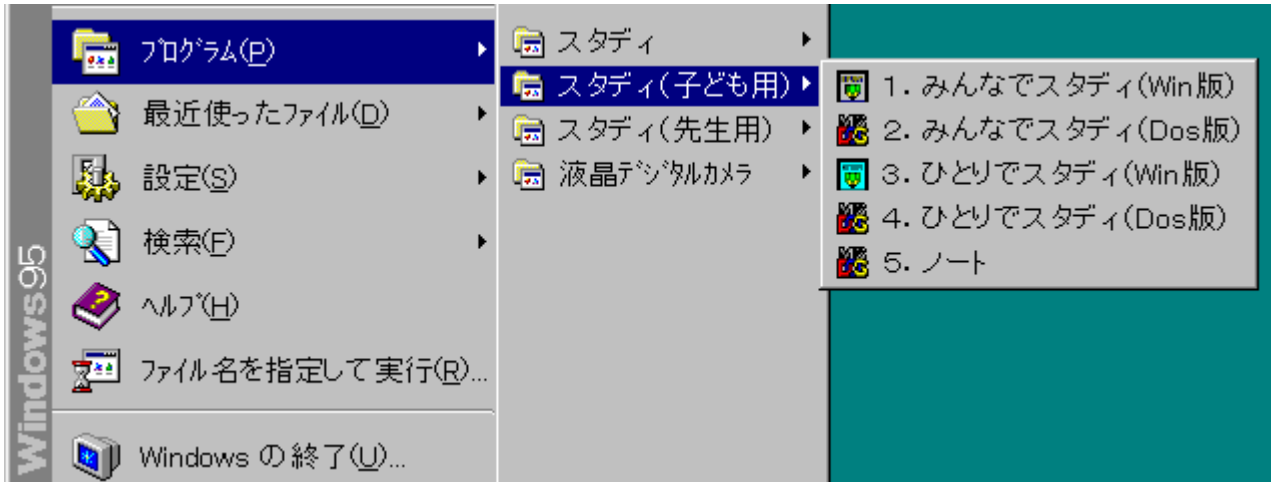 Windows95
ﾌﾟﾛｸﾞﾗﾑ(P)
最近使ったﾌｧｲﾙ(D)
設定(S)
検索(F)
ﾍﾙﾌﾟ(H)
ﾌｧｲﾙ名を指定して実行(R)...
Windows の終了(U)...
スタディ
スタディ(子ども用)
スタディ(先生用)
液晶ﾃﾞｼﾞﾀﾙｶﾒﾗ
１. みんなでスタディ(Win版)
２. みんなでスタディ(Dos版)
３. ひとりでスタディ(Win版)
４. ひとりでスタディ(Dos版)
５. ノート